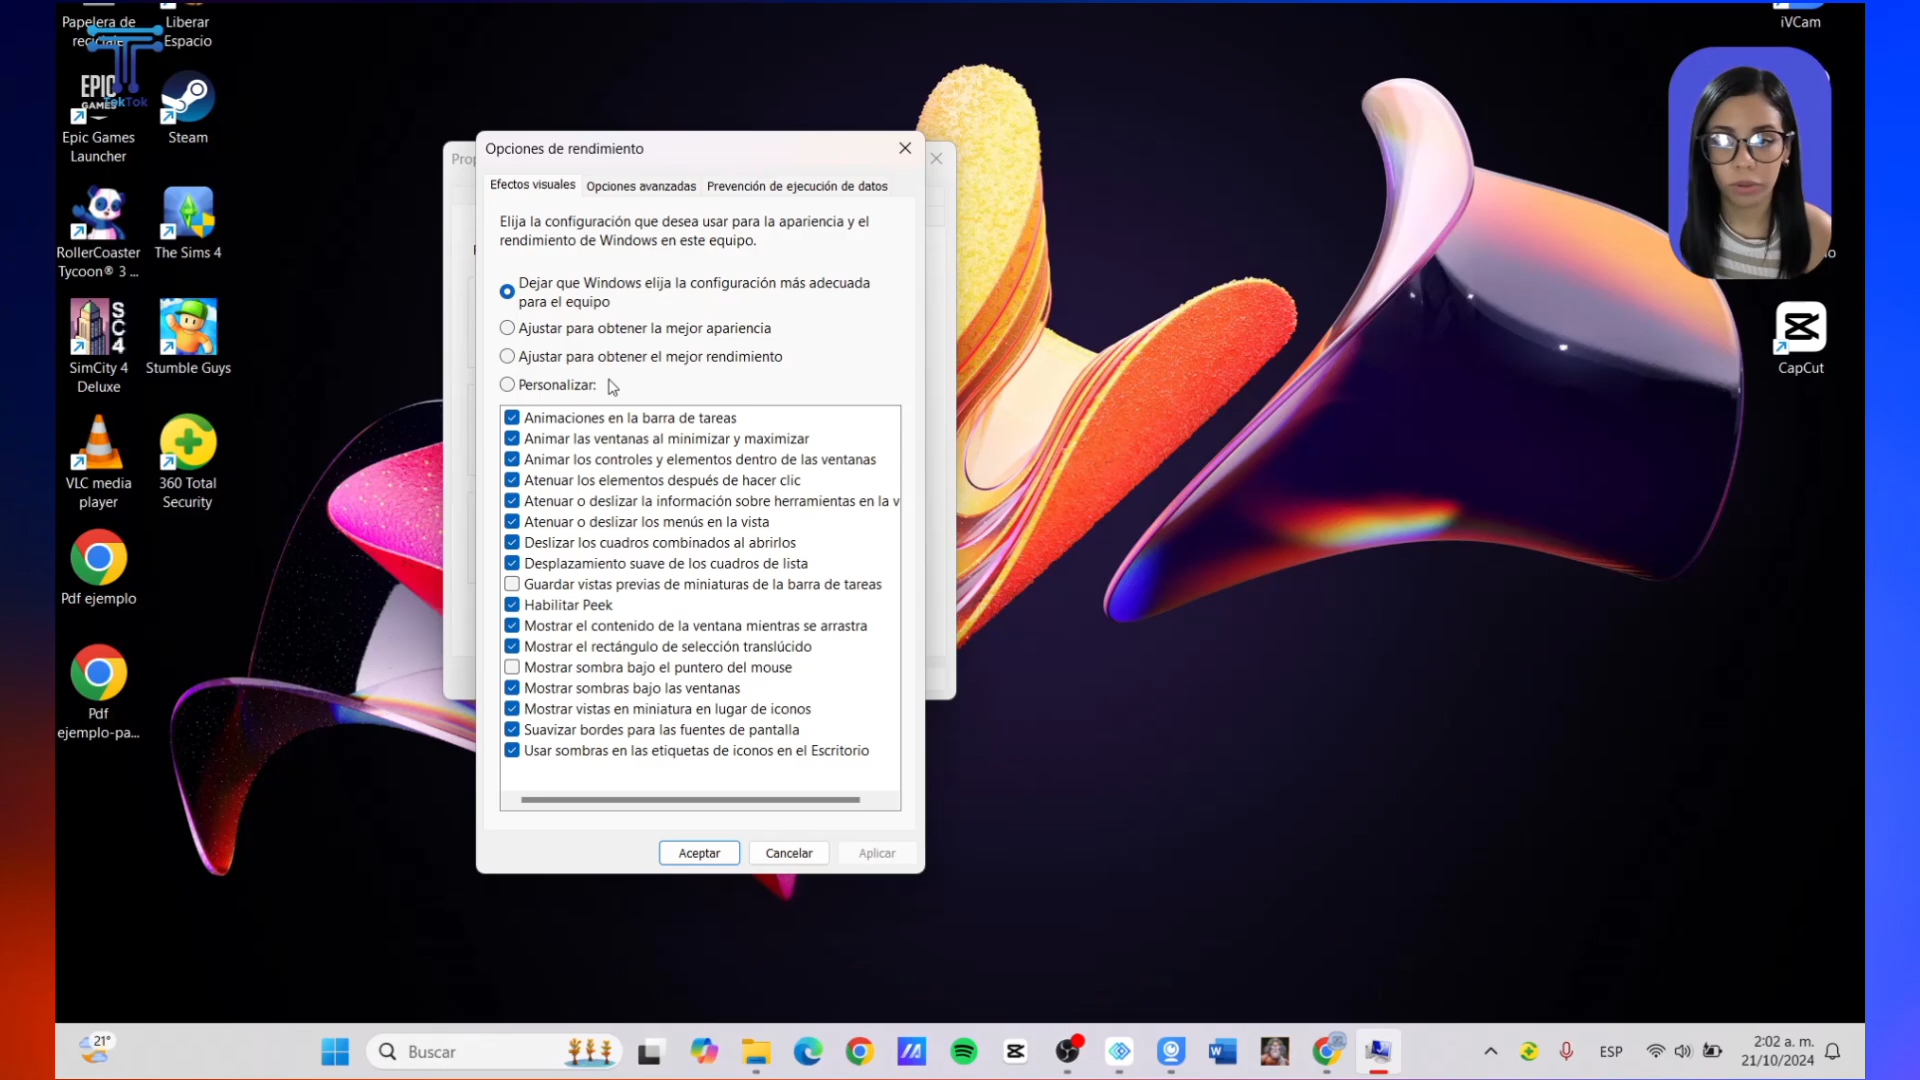 Papelera de
reciclaje
Liberar
Espacio
TekTok
EPIC
GAMES
Epic Games
Launcher
Steam
RollerCoaster
Tycoon® 3 ...
The Sims 4
SC4
SimCity 4
Deluxe
Stumble Guys
VLC media
player
360 Total
Security
Pdf ejemplo
Pdf
ejemplo-pa...
iVCam
CapCut
Opciones de rendimiento
Efectos visuales
Opciones avanzadas
Prevención de ejecución de datos
Elija la configuración que desea usar para la apariencia y el
rendimiento de Windows en este equipo.
Dejar que Windows elija la configuración más adecuada
para el equipo
Ajustar para obtener la mejor apariencia
Ajustar para obtener el mejor rendimiento
Personalizar:
Animaciones en la barra de tareas
Animar las ventanas al minimizar y maximizar
Animar los controles y elementos dentro de las ventanas
Atenuar los elementos después de hacer clic
Atenuar o deslizar la información sobre herramientas en la v
Atenuar o deslizar los menús en la vista
Deslizar los cuadros combinados al abrirlos
Desplazamiento suave de los cuadros de lista
Guardar vistas previas de miniaturas de la barra de tareas
Habilitar Peek
Mostrar el contenido de la ventana mientras se arrastra
Mostrar el rectángulo de selección translúcido
Mostrar sombra bajo el puntero del mouse
Mostrar sombras bajo las ventanas
Mostrar vistas en miniatura en lugar de iconos
Suavizar bordes para las fuentes de pantalla
Usar sombras en las etiquetas de iconos en el Escritorio
Aceptar
Cancelar
Aplicar
21°
Buscar
ESP
2:02 a. m.
21/10/2024